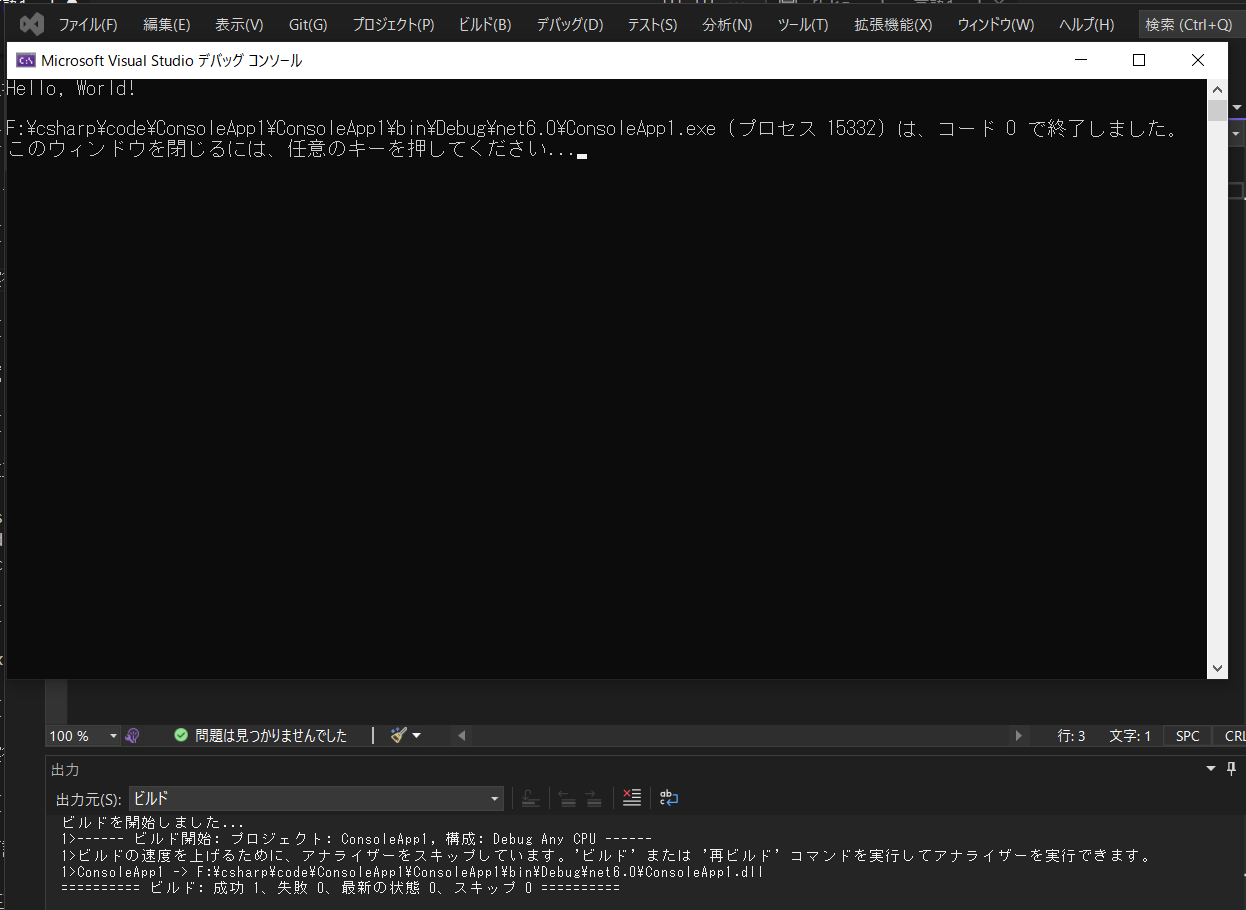 ファイル(F) 編集(E) 表示(V) Git(G) プロジェクト(P) ビルド(B) デバッグ(D) テスト(S) 分析(N) ツール(T) 拡張機能(X) ウィンドウ(W) ヘルプ(H) 検索 (Ctrl+Q)
Microsoft Visual Studio デバッグ コンソール
Hello, World!
F:¥csharp¥code¥ConsoleApp1¥ConsoleApp1¥bin¥Debug¥net6.0¥ConsoleApp1.exe (プロセス 15332) は、コード 0 で終了しました。
このウィンドウを閉じるには、任意のキーを押してください...
100 % 問題は見つかりませんでした 行: 3 文字: 1 SPC
出力
出力元(S): ビルド
ビルドを開始しました...
1>------ ビルド開始: プロジェクト: ConsoleApp1, 構成: Debug Any CPU ------
1>ビルドの速度を上げるために、アナライザーをスキップしています。'ビルド' または '再ビルド' コマンドを実行してアナライザーを実行できます。
1>ConsoleApp1 -> F:¥csharp¥code¥ConsoleApp1¥ConsoleApp1¥bin¥Debug¥net6.0¥ConsoleApp1.dll
========== ビルド: 成功 1、失敗 0、最新の状態 0、スキップ 0 ==========